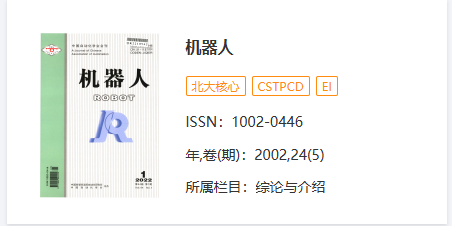 机器人
北大核心 CSTPCD EI
ISSN：1002-0446
年,卷(期)：2002,24(5)
所属栏目：综论与介绍
机器人
ROBOT
1
2022